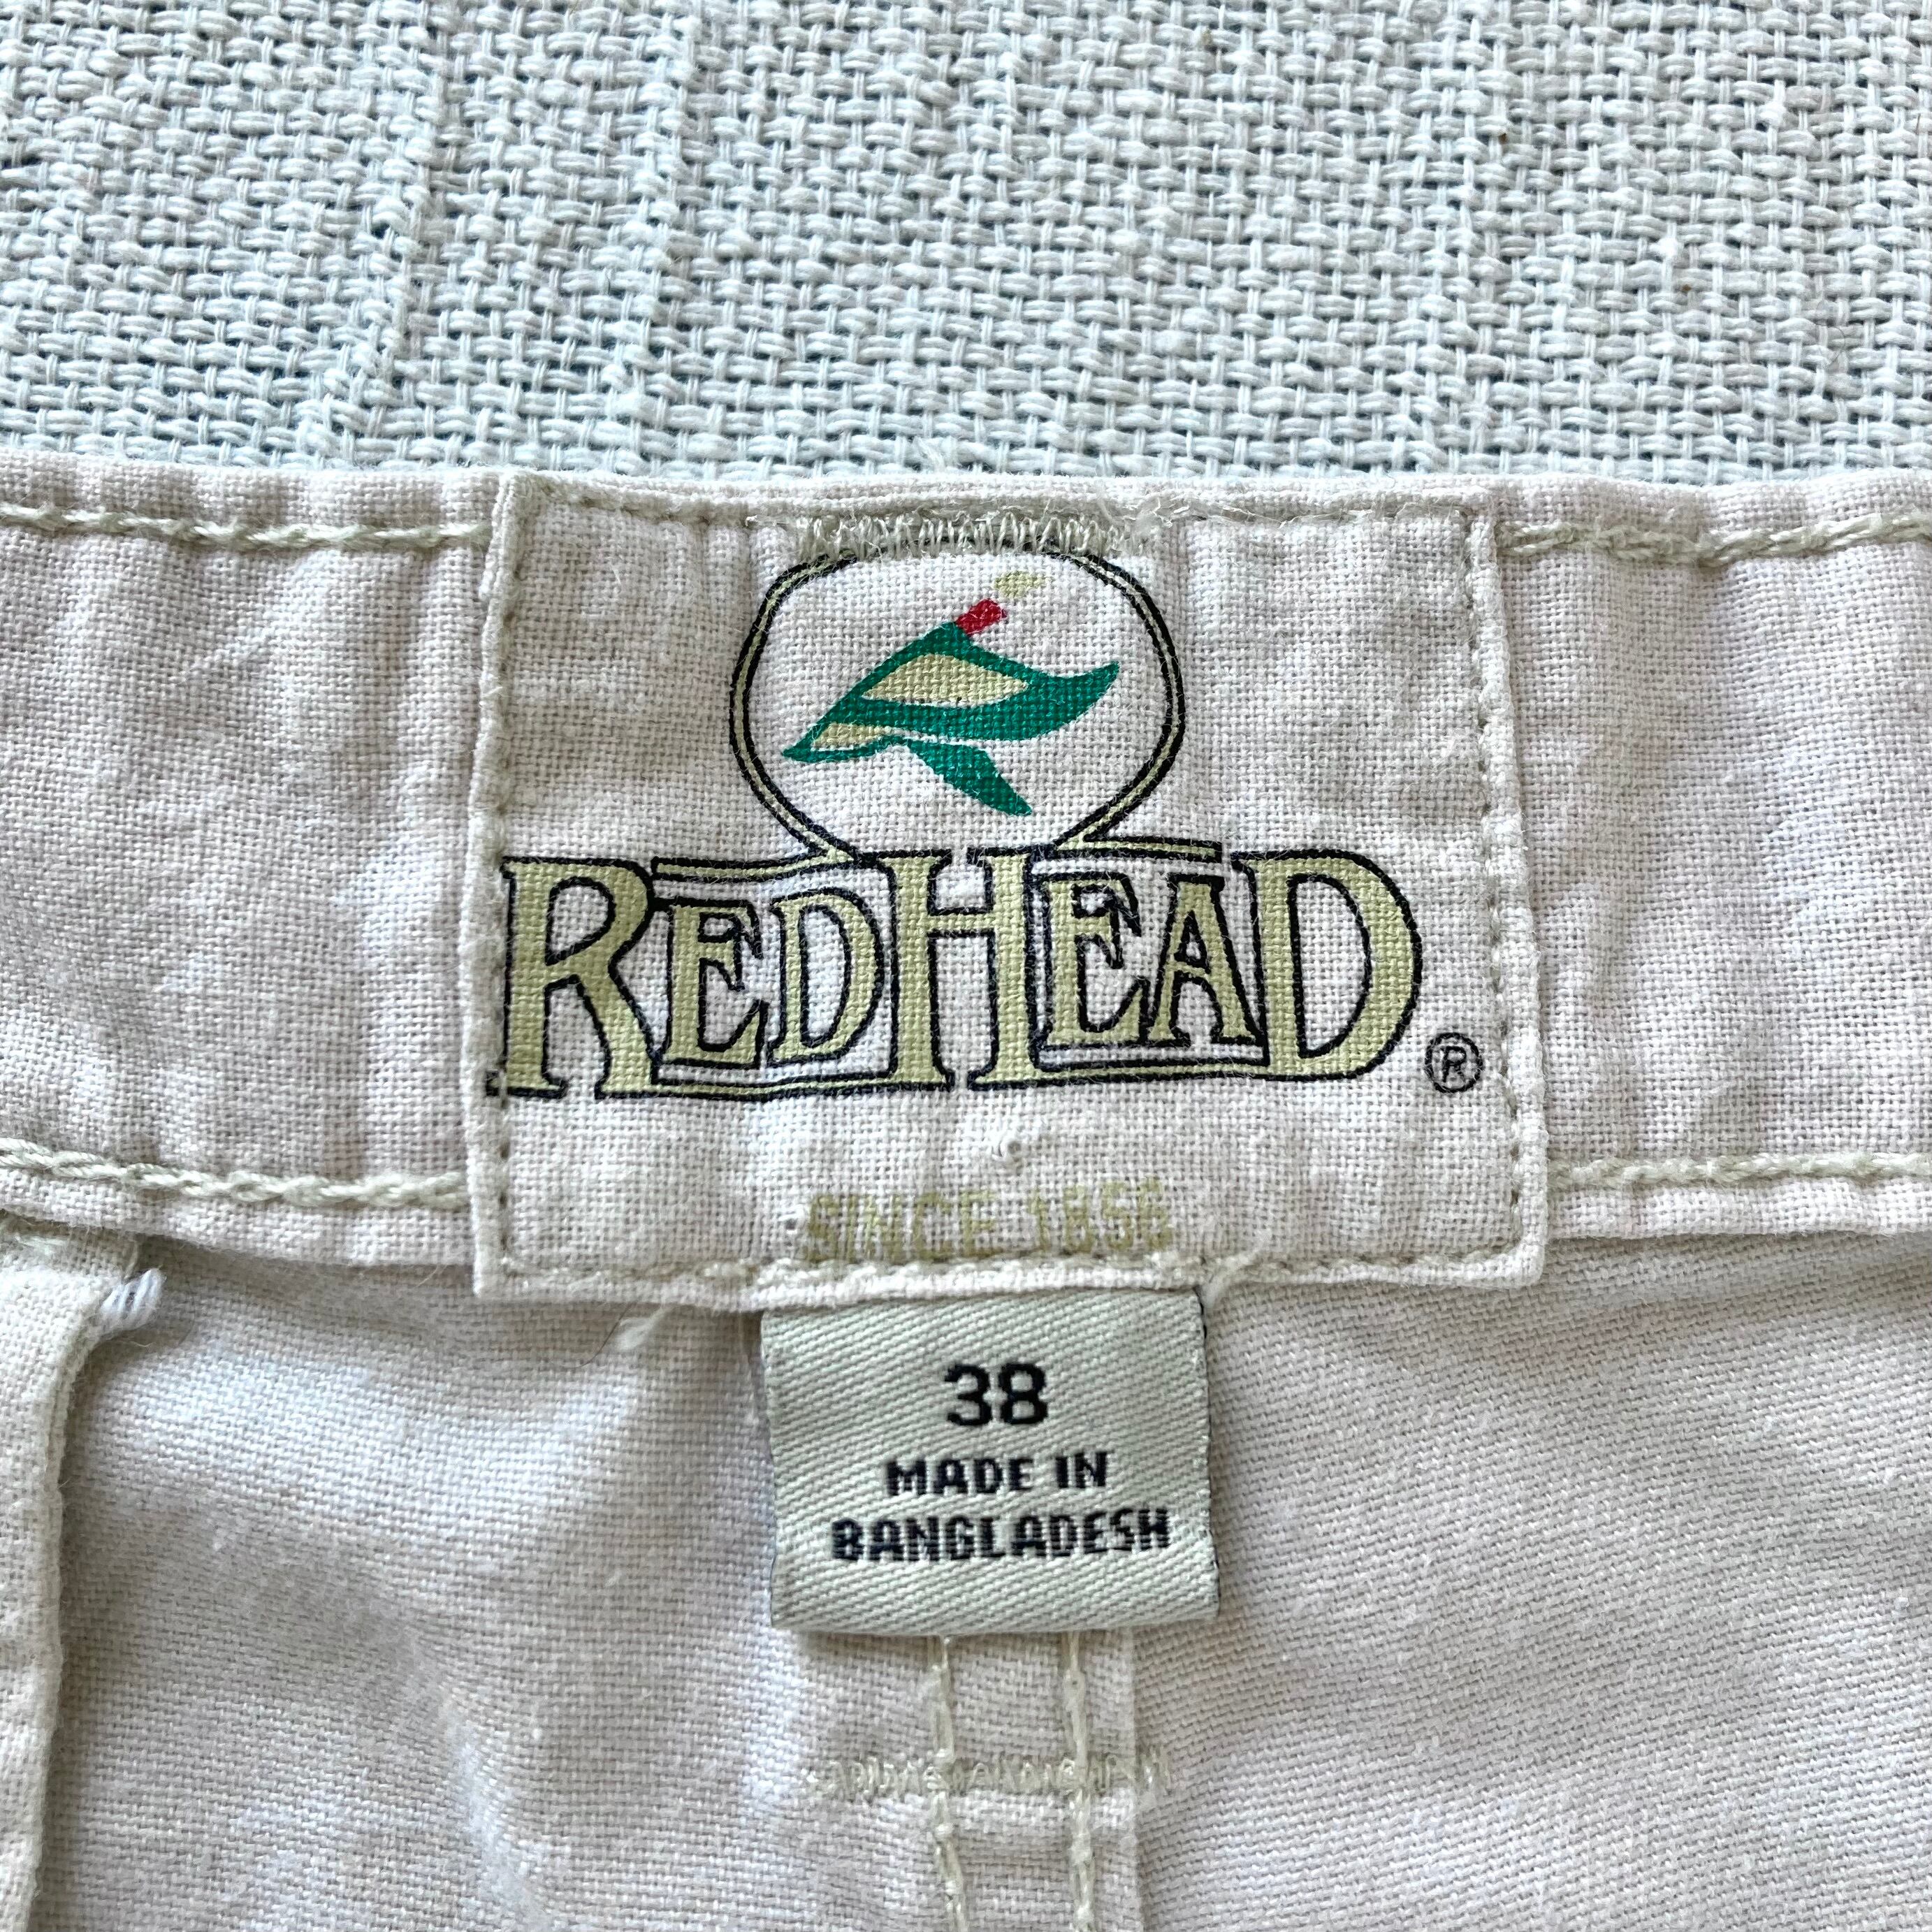 REDHEAD ®
SINCE 1856
38
MADE IN
BANGLADESH